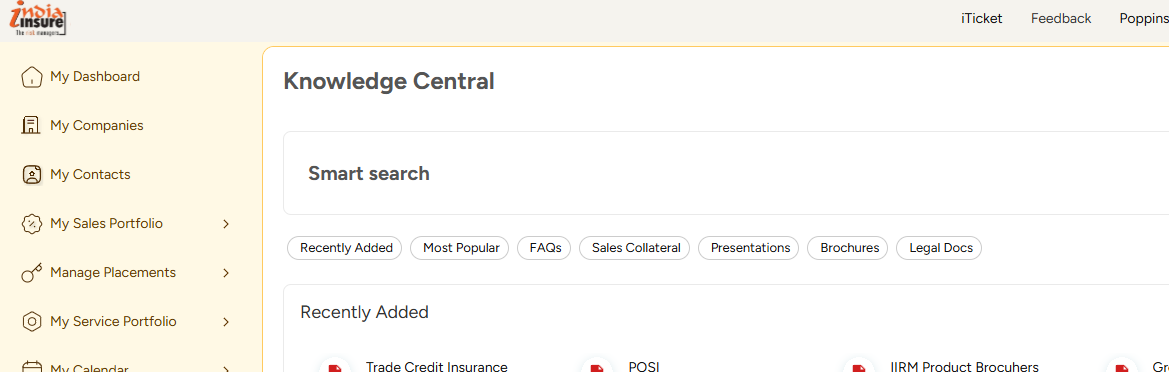 india
insure
The risk managers
iTicket
Feedback
Poppins
My Dashboard
My Companies
My Contacts
My Sales Portfolio
Manage Placements
My Service Portfolio
My Calendar
Knowledge Central
Smart search
Recently Added
Most Popular
FAQs
Sales Collateral
Presentations
Brochures
Legal Docs
Recently Added
Trade Credit Insurance
POSI
IIRM Product Brocuhers
Gr